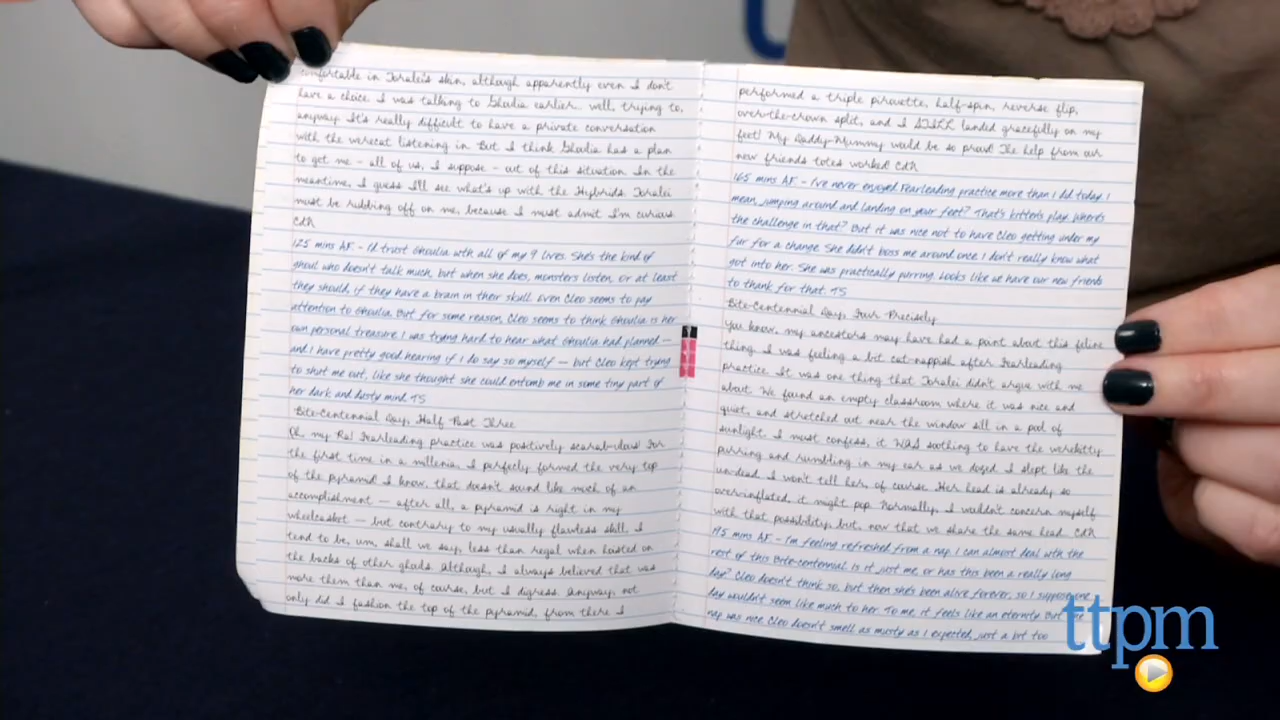 comfortable in Toralei's skin, although apparently even I don't
have a choice. I was talking to Ghoulia earlier. well, trying to,
anyway. It's really difficult to have a private conversation
with the werecat listening in. But I think Ghoulia has a plan
to get me – all of us, I suppose – out of this situation. In the
meantime, I guess I'll see what's up with the Hybrids. Toralei
must be rubbing off on me, because I must admit I'm curious.
CdN
125 mins AF – I'd trust Ghoulia with all of my 9 lives. She's the kind of
ghoul who doesn't talk much, but when she does, monsters listen. Or at least
they should, if they have a brain in their skull. Even Cleo seems to pay
attention to Ghoulia. But for some reason, Cleo seems to think Ghoulia is her
own personal treasure. I was trying hard to hear what Ghoulia had planned —
and I have pretty good hearing if I do say so myself — but Cleo kept trying
to shut me out, like she thought she could entomb me in some tiny part of
her dark and dusty mind. TS
Bite-Centennial Day, Half Past Three
Oh, my Ra! Fearleading practice was positively scarab-ulous! For
the first time in a millenia, I perfecly formed the very top
of the pyramid. I know, that doesn't sound like much of an
accomplishment — after all, a pyramid is right in my
wheelcasket — but contrary to my usually flawless skill, I
tend to be, um, shall we say, less than regal when hoisted on
the backs of other ghouls. Although, I always believed that was
more them than me, of course, but I digress. Anyway, not
only did I fashion the top of the pyramid, from there I
performed a triple pirouette, half-spin, reverse flip,
over-the-crown split, and I STILL landed gracefully on my
feet! My Daddy-Mummy would be so proud! The help from our
new friends totes worked! CdN
165 mins AF – I've never enjoyed Fearleading practice more than I did today. I
mean, jumping around and landing on your feet? That's kitten's play. Where's
the challenge in that? But it was nice not to have Cleo getting under my
fur for a change. She didn't boss me around once. I don't really know what
got into her. She was practically purring. Looks like we have our new friends
to thank for that. TS
Bite-Centennial Day, Four Precisely
You know, my ancestors may have had a point about this feline
thing. I was feeling a bit cat-nappish after Fearleading
practice. It was one thing that Toralei didn't argue with me
about. We found an empty classroom where it was nice and
quiet, and stretched out near the window sill in a pool of
sunlight. I must confess, it WAS soothing to have the werekitty
purring and rumbling in my ear as we dozed. I slept like the
un-dead. I won't tell her, of course. Her head is already so
over-inflated, it might pop. Normally, I wouldn't concern myself
with that possibility, but, now that we share the same head. CdN
195 mins AF – I'm feeling refreshed from a nap. I can almost deal with the
rest of this Bite-centennial. Is it just me, or has this been a really long
day? Cleo doesn't think so, but then she's been alive forever, so I suppose one
day wouldn't seem like much to her. To me, it feels like an eternity. But the
nap was nice. Cleo doesn't smell as musty as I expected, just a bit too
ttpm